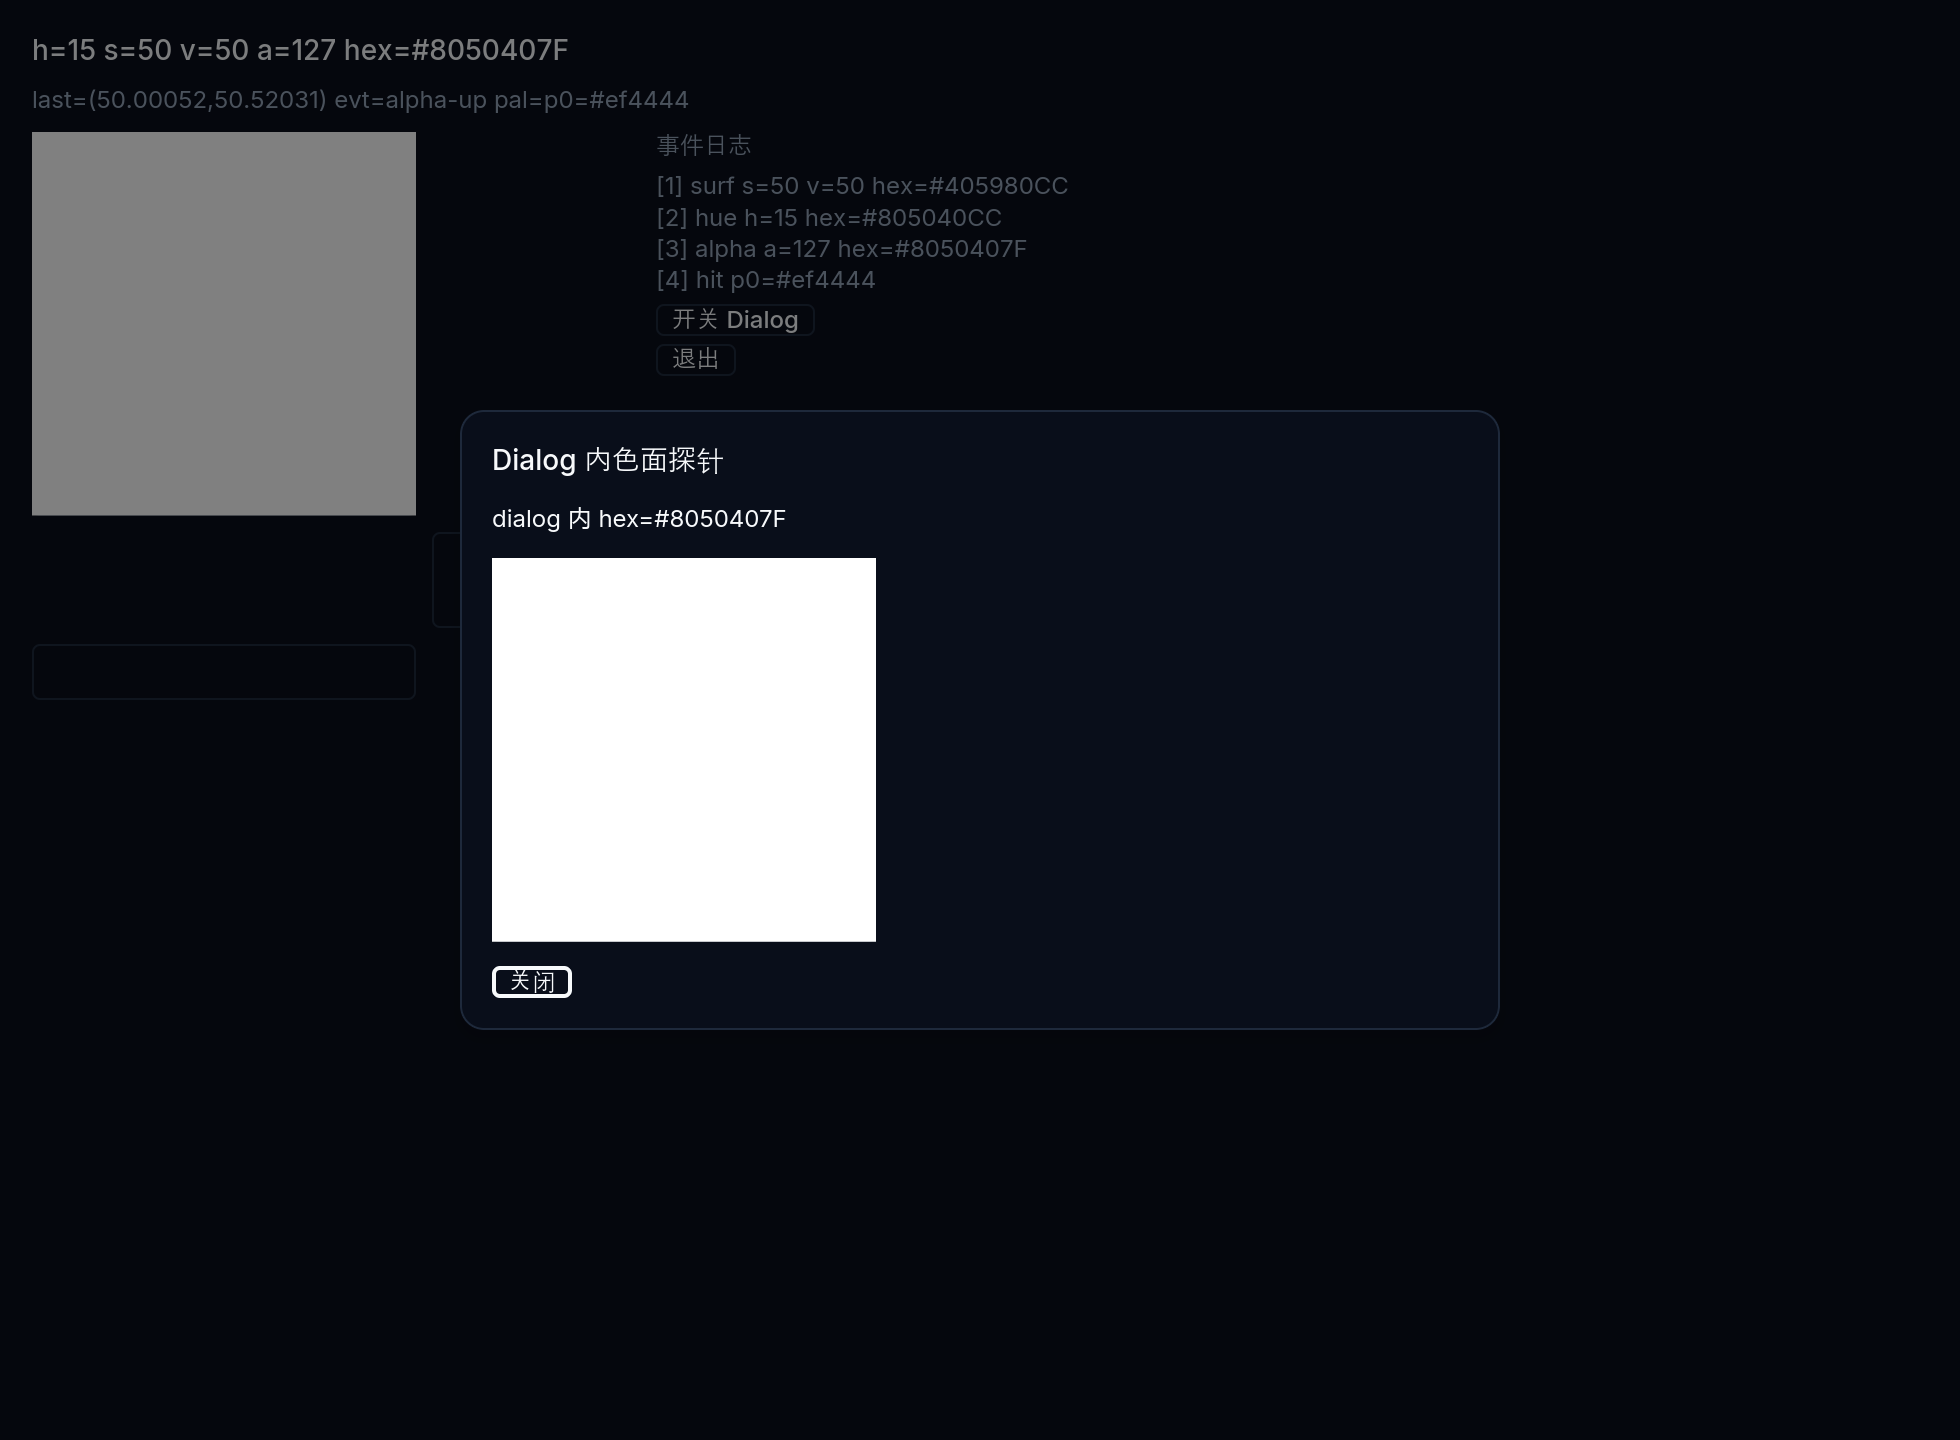 h=15 s=50 v=50 a=127 hex=#8050407F
last=(50.00052,50.52031) evt=alpha-up pal=p0=#ef4444
事件日志
[1] surf s=50 v=50 hex=#405980CC
[2] hue h=15 hex=#805040CC
[3] alpha a=127 hex=#8050407F
[4] hit p0=#ef4444
开关 Dialog
退出
Dialog 内色面探针
dialog 内 hex=#8050407F
关闭